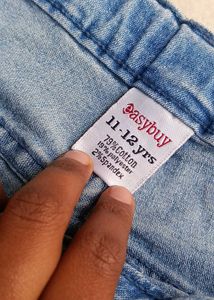 easybuy
11-12 yrs
79%Cotton
19%polyester
2%Spandex